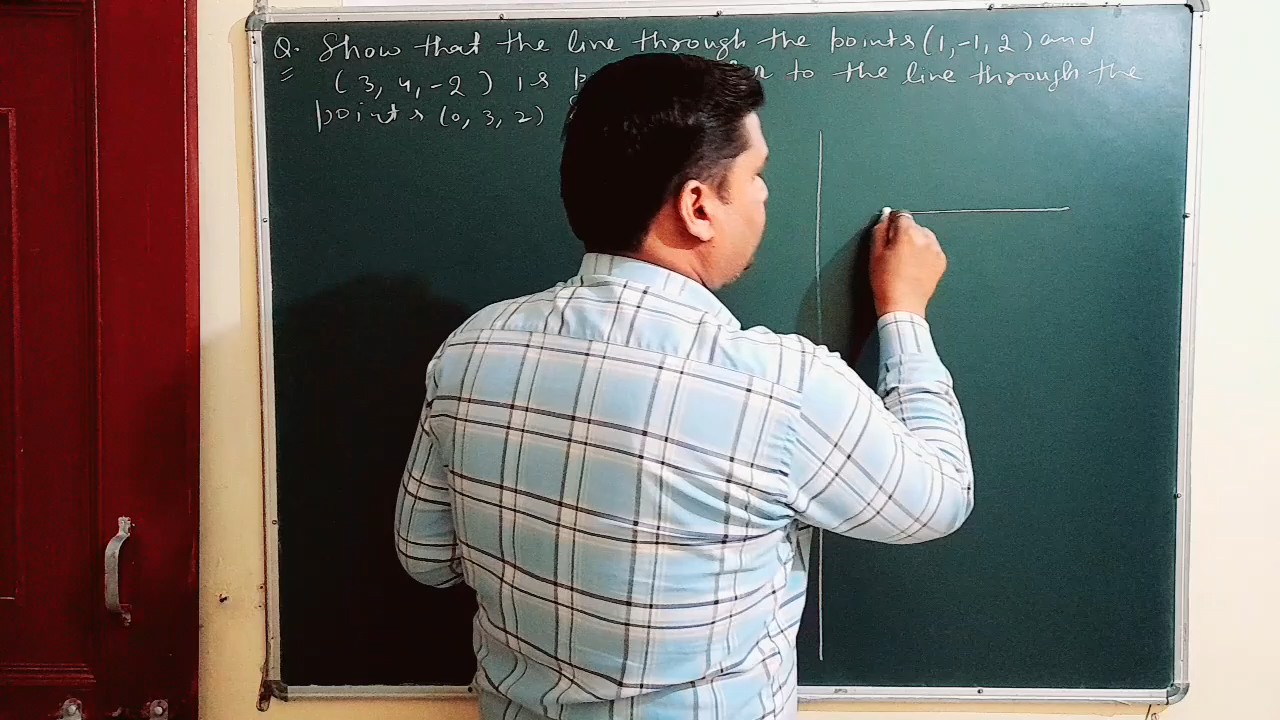 Q. Show that the line through the points (1, -1, 2) and
(3, 4, -2) is to the line through the
points (0, 3, 2)